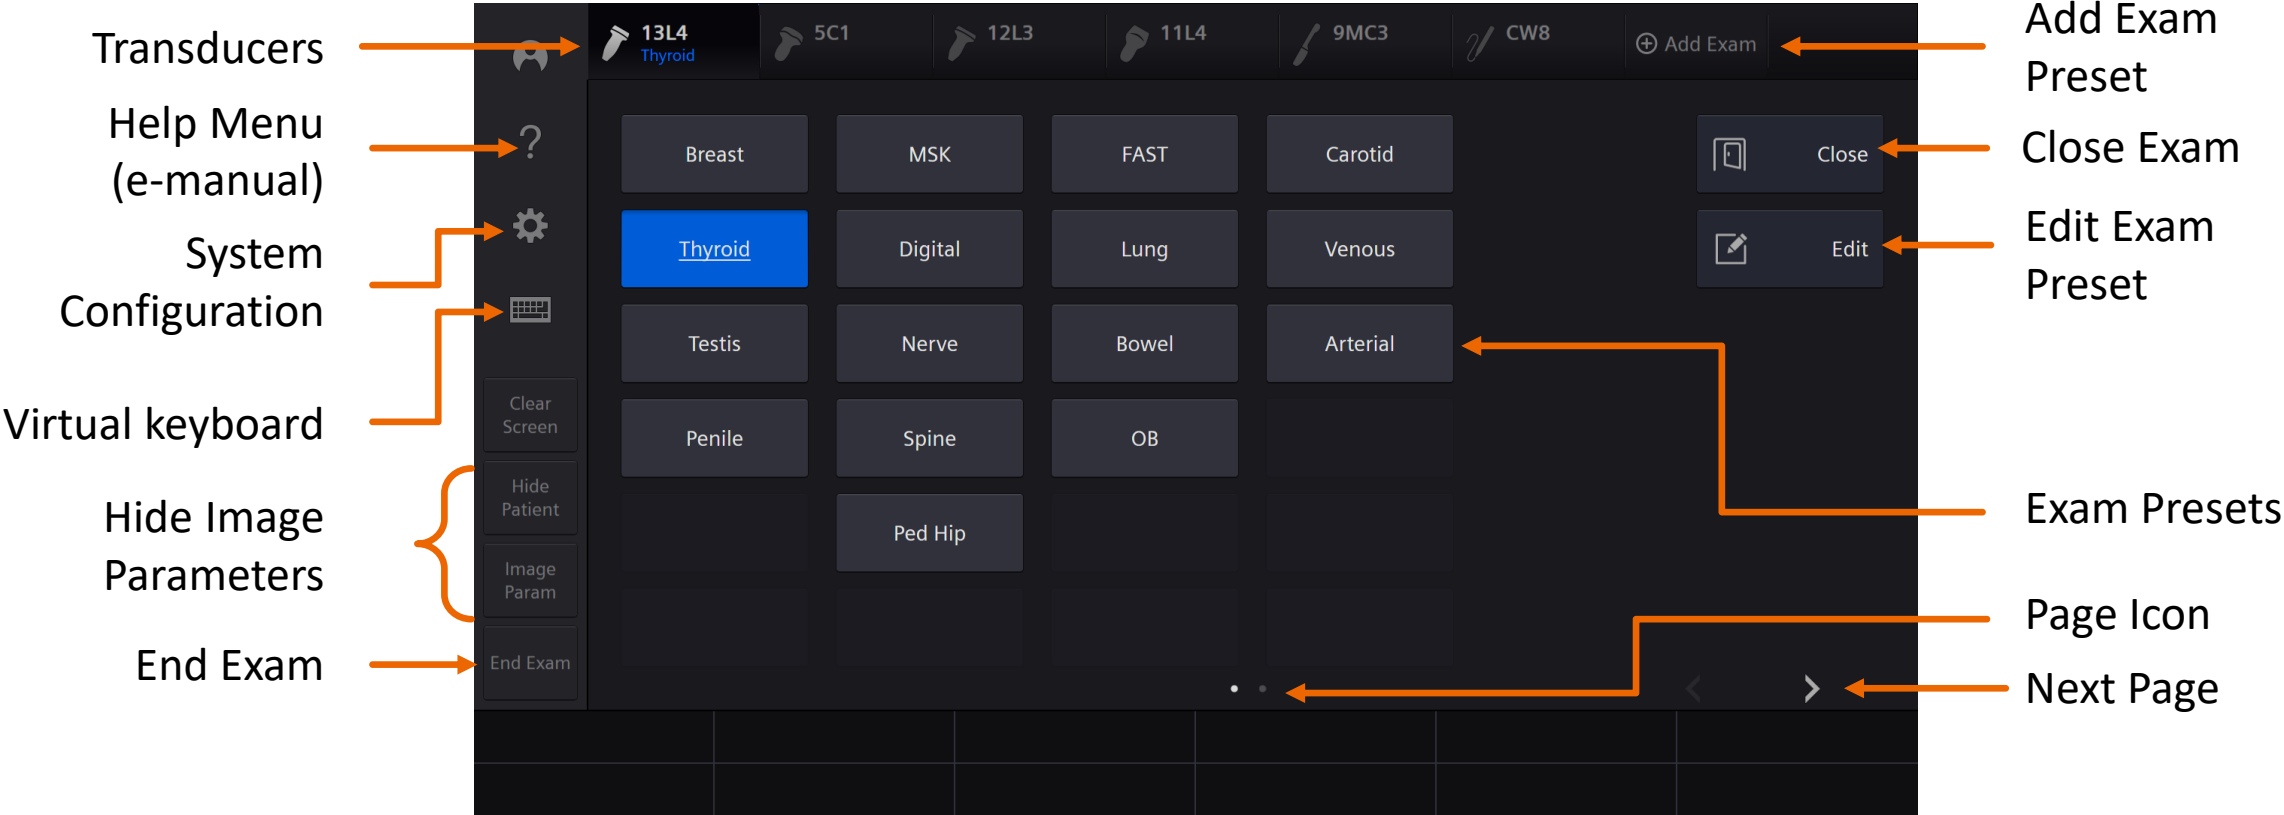 Transducers
Help Menu
(e-manual)
System
Configuration
Virtual keyboard
Hide Image
Parameters
End Exam
13L4
Thyroid
5C1
12L3
11L4
9MC3
CW8
Add Exam
?
Breast
MSK
FAST
Carotid
Close
Thyroid
Digital
Lung
Venous
Edit
Testis
Nerve
Bowel
Arterial
Clear
Screen
Penile
Spine
OB
Hide
Patient
Ped Hip
Image
Param
End Exam
Add Exam
Preset
Close Exam
Edit Exam
Preset
Exam Presets
Page Icon
Next Page